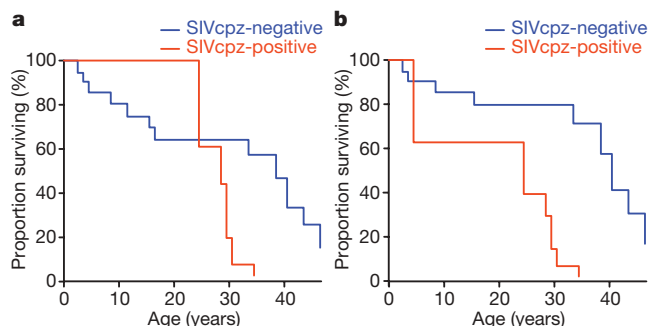 a
SIVcpz-negative
SIVcpz-positive
Proportion surviving (%)
100
80
60
40
20
0
0 10 20 30 40
Age (years)
b
SIVcpz-negative
SIVcpz-positive
Proportion surviving (%)
100
80
60
40
20
0
0 10 20 30 40
Age (years)